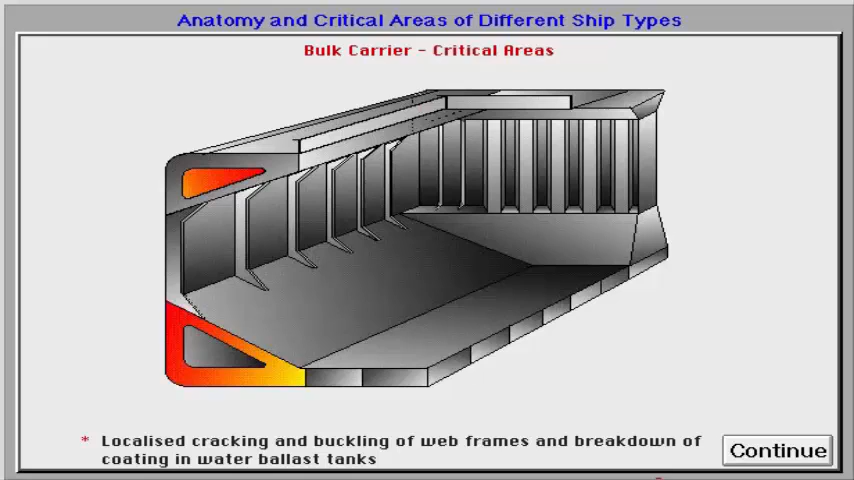 Anatomy and Critical Areas of Different Ship Types
Bulk Carrier - Critical Areas
* Localised cracking and buckling of web frames and breakdown of
coating in water ballast tanks
Continue